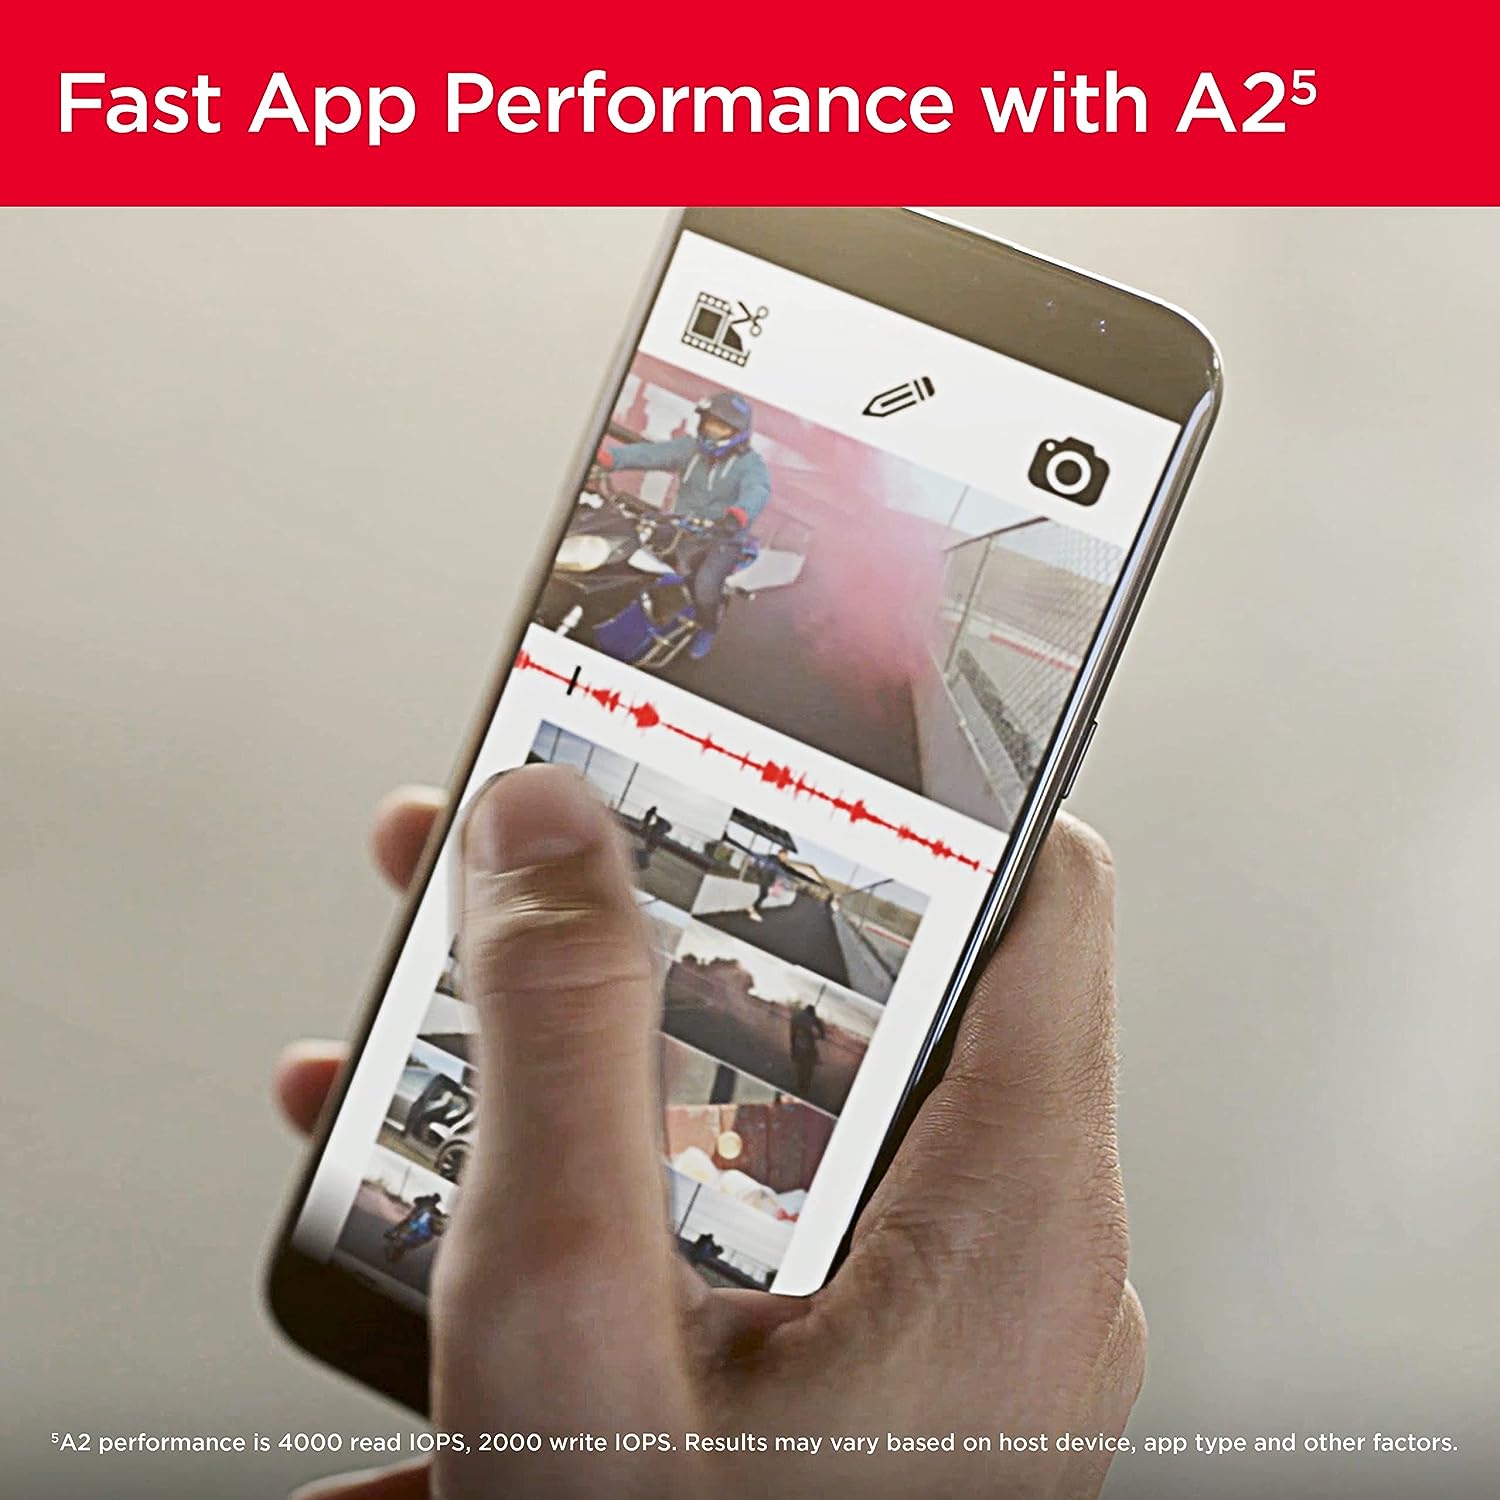 Fast App Performance with A2⁵
⁵A2 performance is 4000 read IOPS, 2000 write IOPS. Results may vary based on host device, app type and other factors.